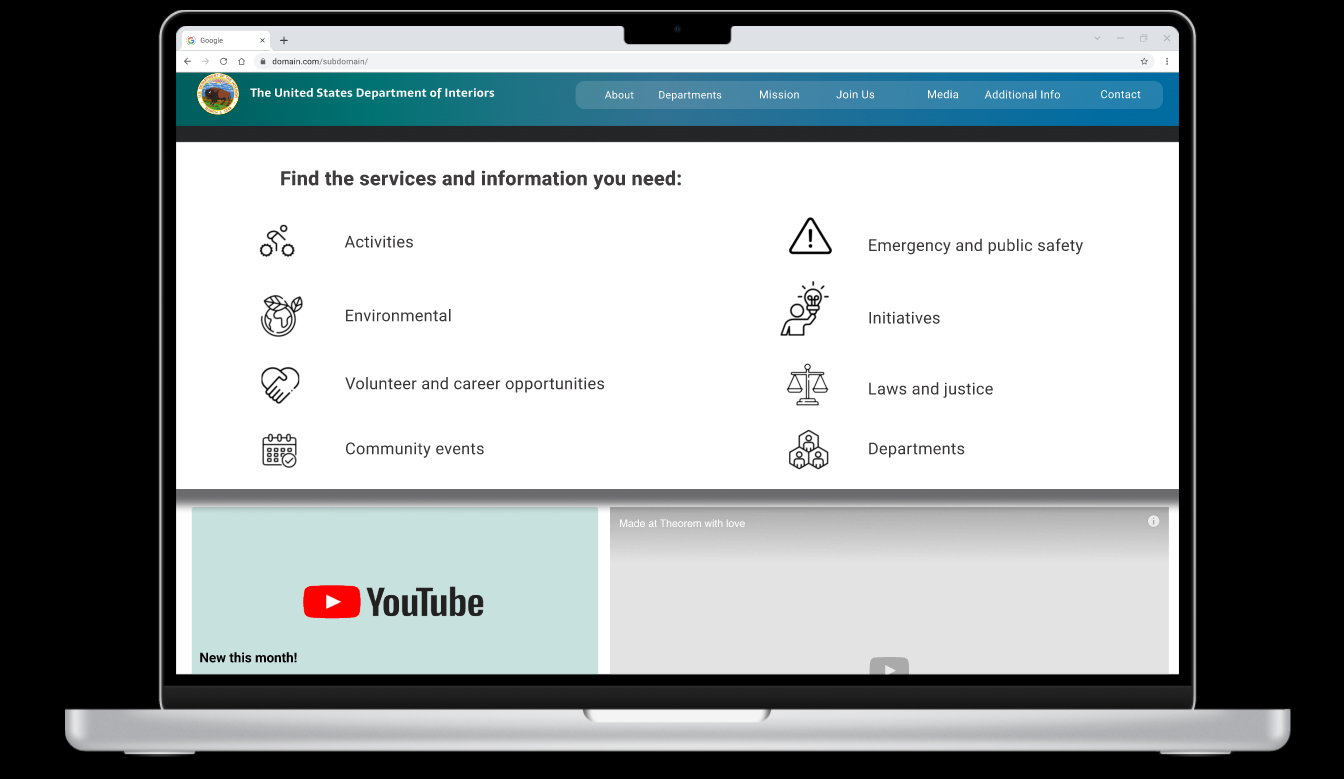 Google
domain.com/subdomain/
The United States Department of Interiors
About Departments Mission Join Us Media Additional Info Contact
Find the services and information you need:
Activities
Emergency and public safety
Environmental
Initiatives
Volunteer and career opportunities
Laws and justice
Community events
Departments
Made at Theorem with love
YouTube
New this month!